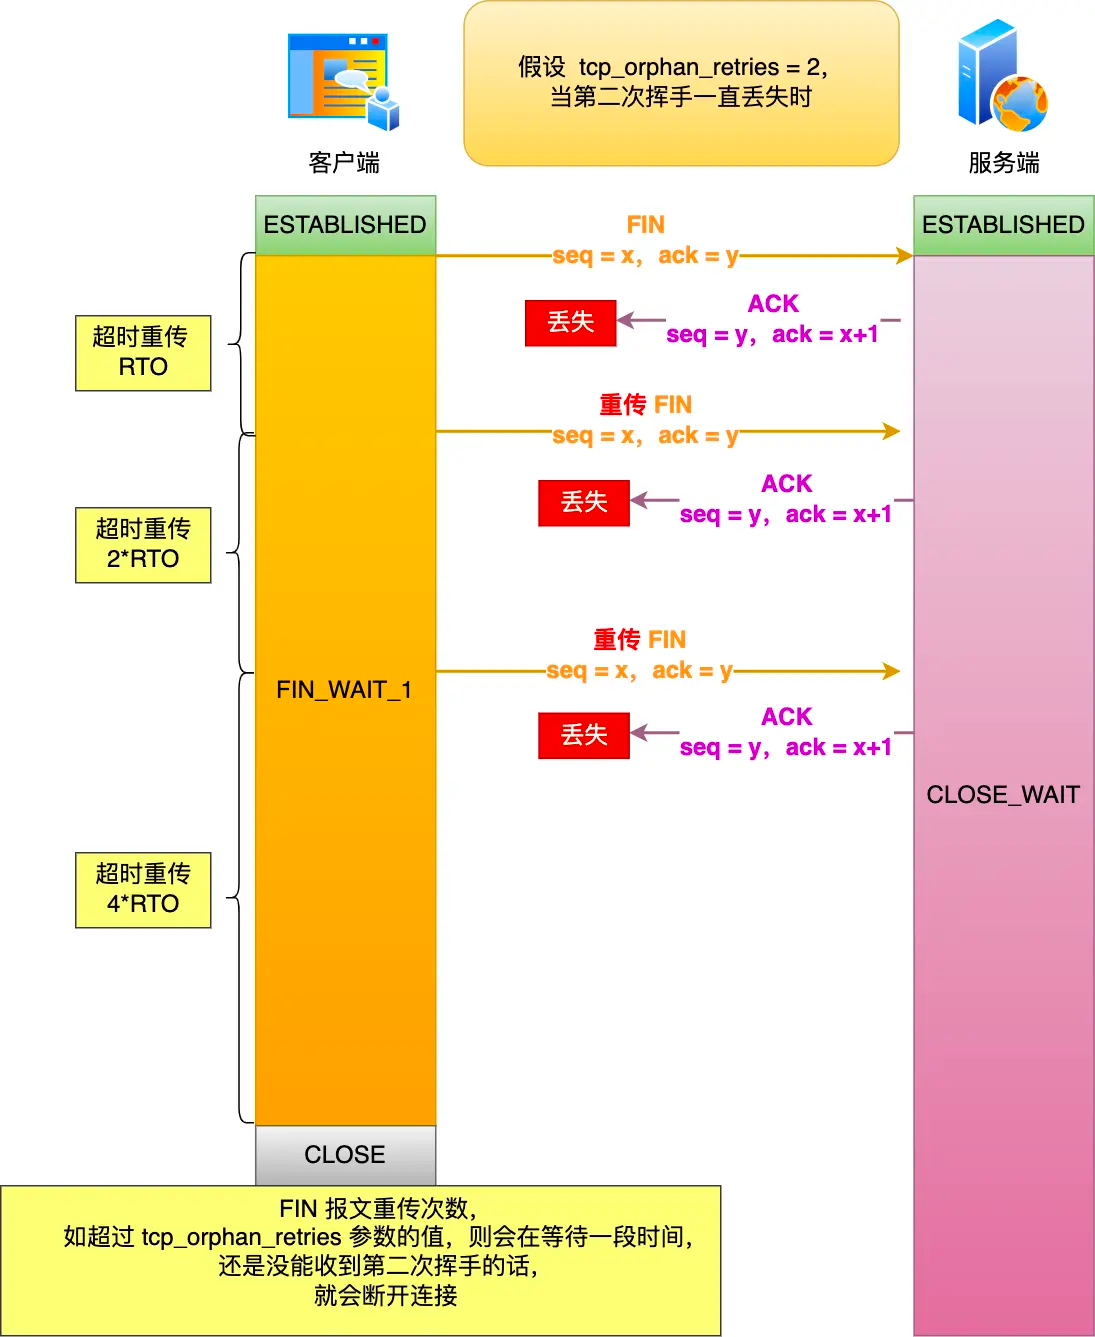 假设 tcp_orphan_retries = 2，
当第二次挥手一直丢失时
客户端
服务端
ESTABLISHED
ESTABLISHED
FIN
seq = x， ack = y
ACK
seq = y， ack = x+1
丢失
超时重传
RTO
重传 FIN
seq = x， ack = y
ACK
seq = y， ack = x+1
丢失
超时重传
2*RTO
重传 FIN
seq = x， ack = y
FIN_WAIT_1
ACK
seq = y， ack = x+1
丢失
CLOSE_WAIT
超时重传
4*RTO
CLOSE
FIN 报文重传次数，
如超过 tcp_orphan_retries 参数的值，则会在等待一段时间，
还是没能收到第二次挥手的话，
就会断开连接